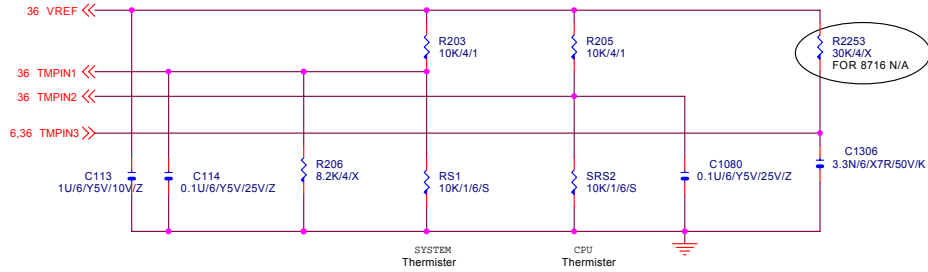 36 VREF
R203
10K/4/1
R205
10K/4/1
R2253
30K/4/X
FOR 8716 N/A
36 TMPIN1
36 TMPIN2
6,36 TMPIN3
C113
1U/6/Y5V/10V/Z
C114
0.1U/6/Y5V/25V/Z
R206
8.2K/4/X
RS1
10K/1/6/S
SRS2
10K/1/6/S
C1080
0.1U/6/Y5V/25V/Z
C1306
3.3N/6/X7R/50V/K
SYSTEM
Thermister
CPU
Thermister